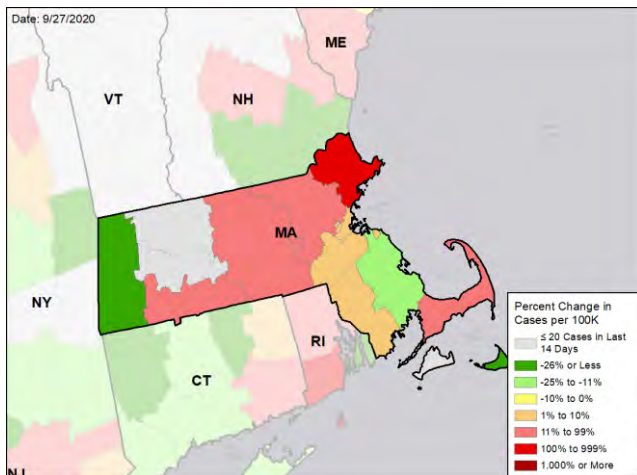 Date: 9/27/2020
ME
VT
NH
MA
NY
RI
CT
Percent Change in
Cases per 100K
≤ 20 Cases in Last
14 Days
-26% or Less
-25% to -11%
-10% to 0%
1% to 10%
11% to 99%
100% to 999%
1,000% or More